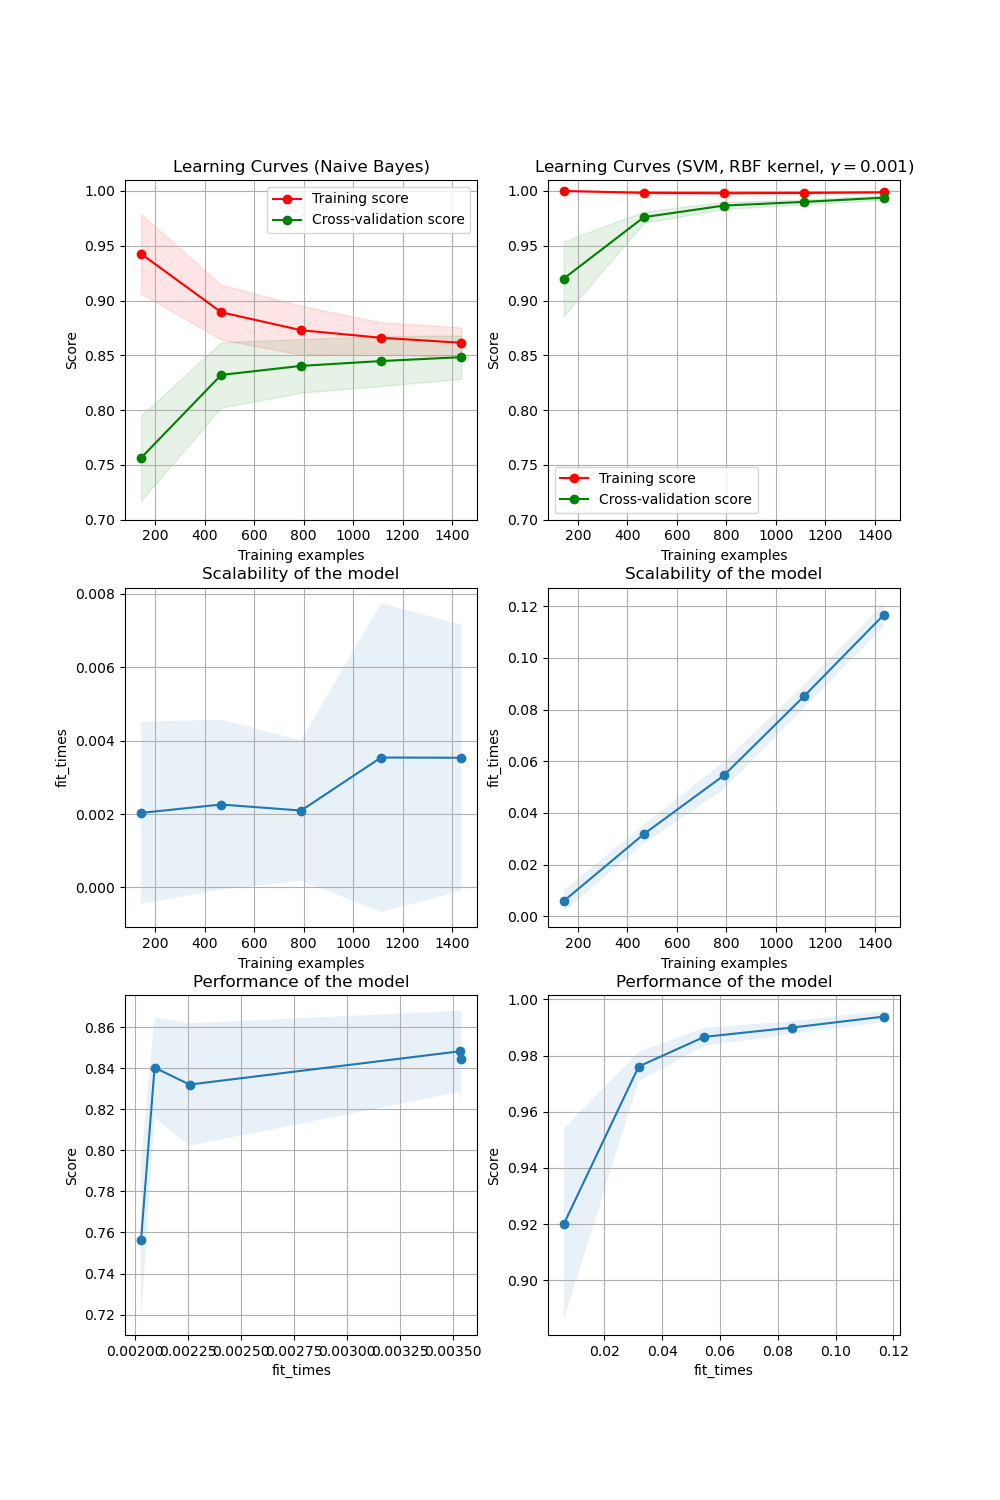 Learning Curves (Naive Bayes)
1.00
0.95
0.90
0.85
0.80
0.75
0.70
Score
Training score
Cross-validation score
200 400 600 800 1000 1200 1400
Training examples
Learning Curves (SVM, RBF kernel, γ = 0.001)
1.00
0.95
0.90
0.85
0.80
0.75
0.70
Score
Training score
Cross-validation score
200 400 600 800 1000 1200 1400
Training examples
Scalability of the model
0.008
0.006
0.004
0.002
0.000
fit_times
200 400 600 800 1000 1200 1400
Training examples
Scalability of the model
0.12
0.10
0.08
0.06
0.04
0.02
0.00
fit_times
200 400 600 800 1000 1200 1400
Training examples
Performance of the model
0.86
0.84
0.82
0.80
0.78
0.76
0.74
0.72
Score
0.00200 0.00225 0.00250 0.00275 0.00300 0.00325 0.00350
fit_times
Performance of the model
1.00
0.98
0.96
0.94
0.92
0.90
Score
0.02 0.04 0.06 0.08 0.10 0.12
fit_times